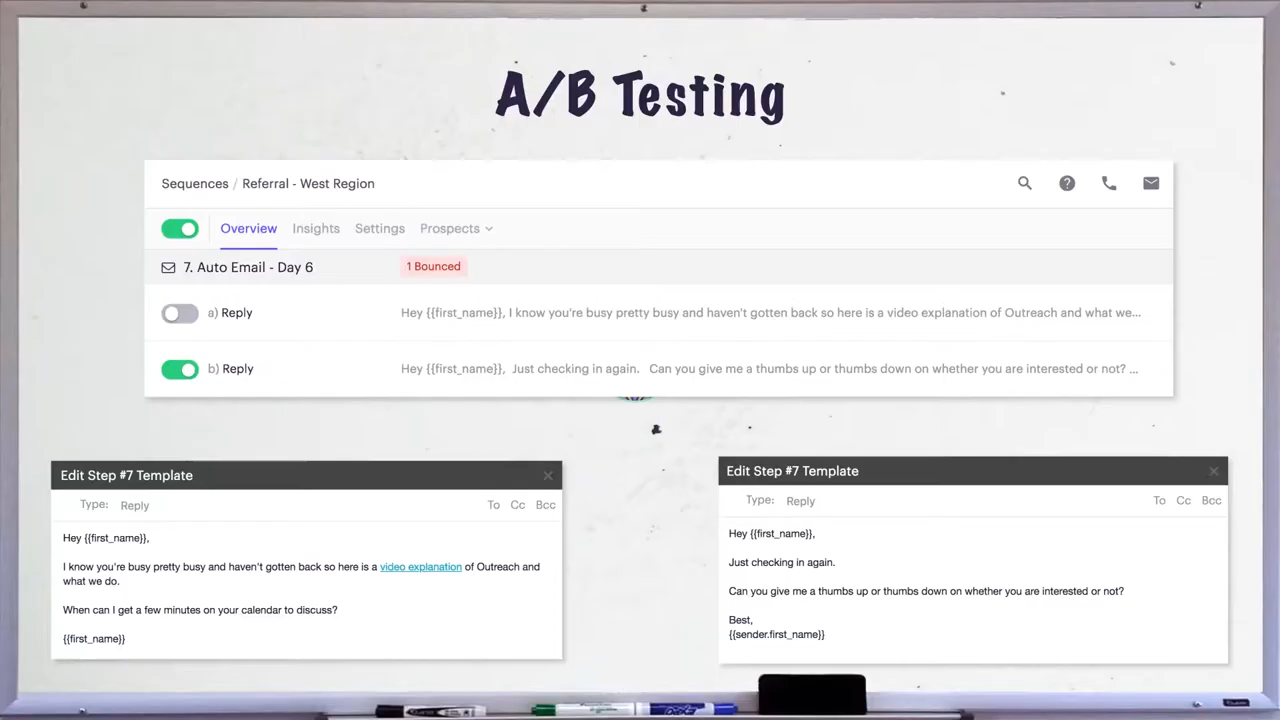 A/B Testing
Sequences / Referral - West Region
Overview Insights Settings Prospects
7. Auto Email - Day 6 1 Bounced
a) Reply Hey {{first_name}}, I know you're busy pretty busy and haven't gotten back so here is a video explanation of Outreach and what we...
b) Reply Hey {{first_name}}, Just checking in again. Can you give me a thumbs up or thumbs down on whether you are interested or not? ...
Edit Step #7 Template
Type: Reply To Cc Bcc
Hey {{first_name}},
I know you're busy pretty busy and haven't gotten back so here is a video explanation of Outreach and
what we do.
When can I get a few minutes on your calendar to discuss?
{{first_name}}
Edit Step #7 Template
Type: Reply To Cc Bcc
Hey {{first_name}},
Just checking in again.
Can you give me a thumbs up or thumbs down on whether you are interested or not?
Best,
{{sender.first_name}}